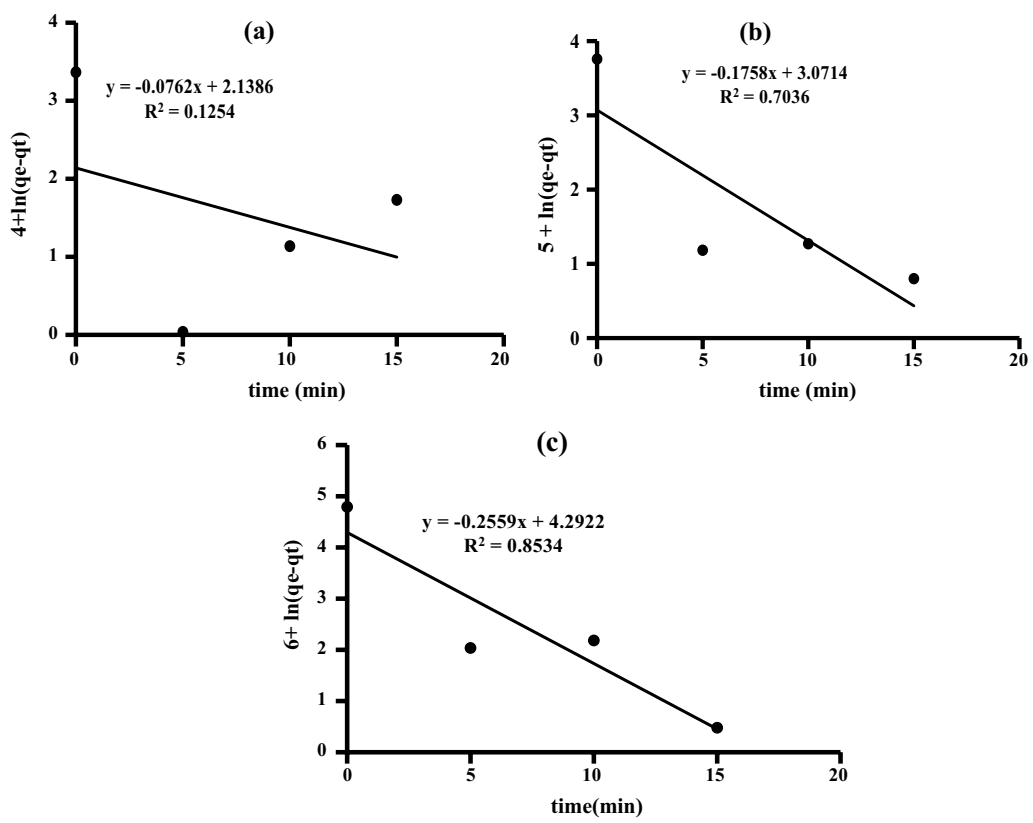 (a)
4
3
2
1
0
y = -0.0762x + 2.1386
R² = 0.1254
4+ln(qe-qt)
0 5 10 15 20
time (min)
(b)
4
3
2
1
0
y = -0.1758x + 3.0714
R² = 0.7036
5 + ln(qe-qt)
0 5 10 15 20
time (min)
(c)
6
5
4
3
2
1
0
y = -0.2559x + 4.2922
R² = 0.8534
6+ ln(qe-qt)
0 5 10 15 20
time(min)